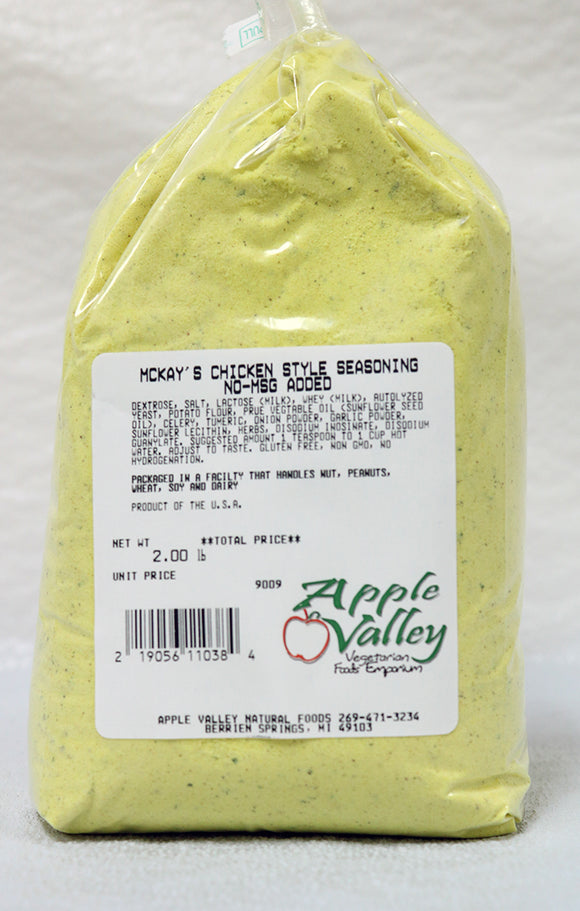 PULL
MCKAY'S CHICKEN STYLE SEASONING
NO-MSG ADDED
DEXTROSE, SALT, LACTOSE (MILK), WHEY (MILK), AUTOLYZED
YEAST, POTATO FLOUR, PRUE VEGTABLE OIL (SUNFLOWER SEED
OIL), CELERY, TUMERIC, ONION POWDER, GARLIC POWDER,
SUNFLOWER LECITHIN, HERBS, DISODIUM INOSINATE, DISODIUM
GUANYLATE. SUGGESTED AMOUNT 1 TEASPOON TO 1 CUP HOT
WATER. ADJUST TO TASTE. GLUTEN FREE, NON GMO, NO
HYDROGENATION.
PACKAGED IN A FACILTY THAT HANDLES NUT, PEANUTS,
WHEAT, SOY AND DAIRY
PRODUCT OF THE U.S.A.
NET WT **TOTAL PRICE**
2.00 lb
UNIT PRICE
9009
Apple
Valley
Vegetarian
Foods Emporium
2 19056 11038 4
APPLE VALLEY NATURAL FOODS 269-471-3234
BERRIEN SPRINGS, MI 49103